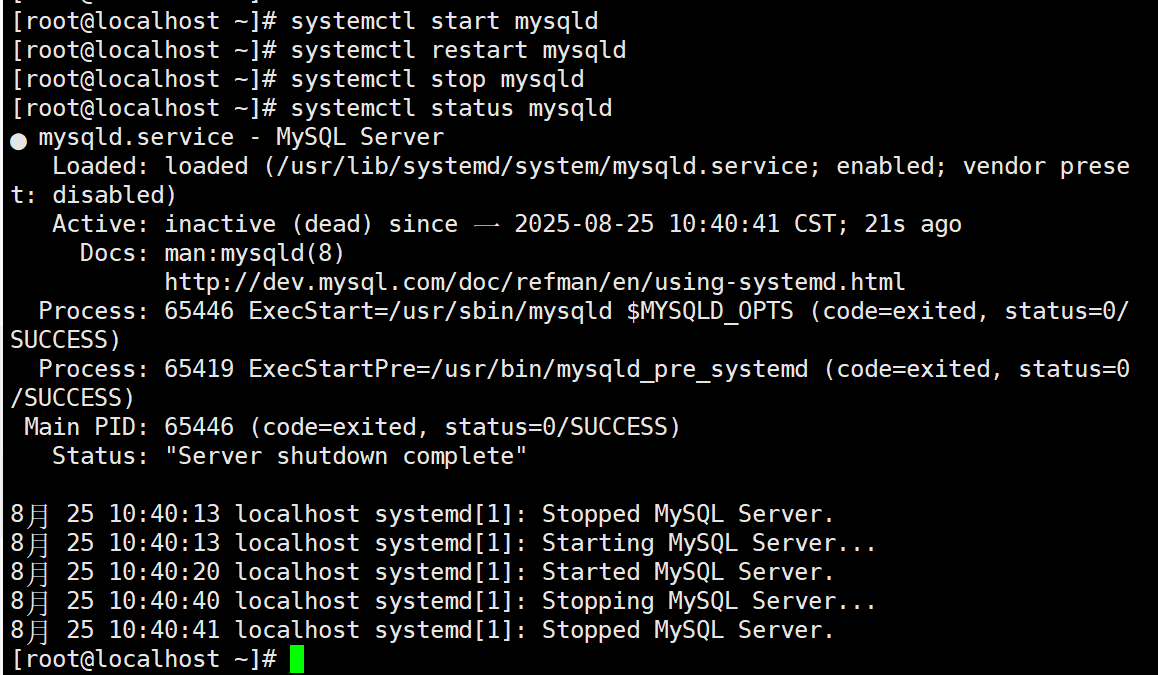 [root@localhost ~]# systemctl start mysqld
[root@localhost ~]# systemctl restart mysqld
[root@localhost ~]# systemctl stop mysqld
[root@localhost ~]# systemctl status mysqld
● mysqld.service - MySQL Server
   Loaded: loaded (/usr/lib/systemd/system/mysqld.service; enabled; vendor prese
t: disabled)
   Active: inactive (dead) since 一 2025-08-25 10:40:41 CST; 21s ago
     Docs: man:mysqld(8)
           http://dev.mysql.com/doc/refman/en/using-systemd.html
  Process: 65446 ExecStart=/usr/sbin/mysqld $MYSQLD_OPTS (code=exited, status=0/
SUCCESS)
  Process: 65419 ExecStartPre=/usr/bin/mysqld_pre_systemd (code=exited, status=0
/SUCCESS)
 Main PID: 65446 (code=exited, status=0/SUCCESS)
   Status: "Server shutdown complete"

8月 25 10:40:13 localhost systemd[1]: Stopped MySQL Server.
8月 25 10:40:13 localhost systemd[1]: Starting MySQL Server...
8月 25 10:40:20 localhost systemd[1]: Started MySQL Server.
8月 25 10:40:40 localhost systemd[1]: Stopping MySQL Server...
8月 25 10:40:41 localhost systemd[1]: Stopped MySQL Server.
[root@localhost ~]#